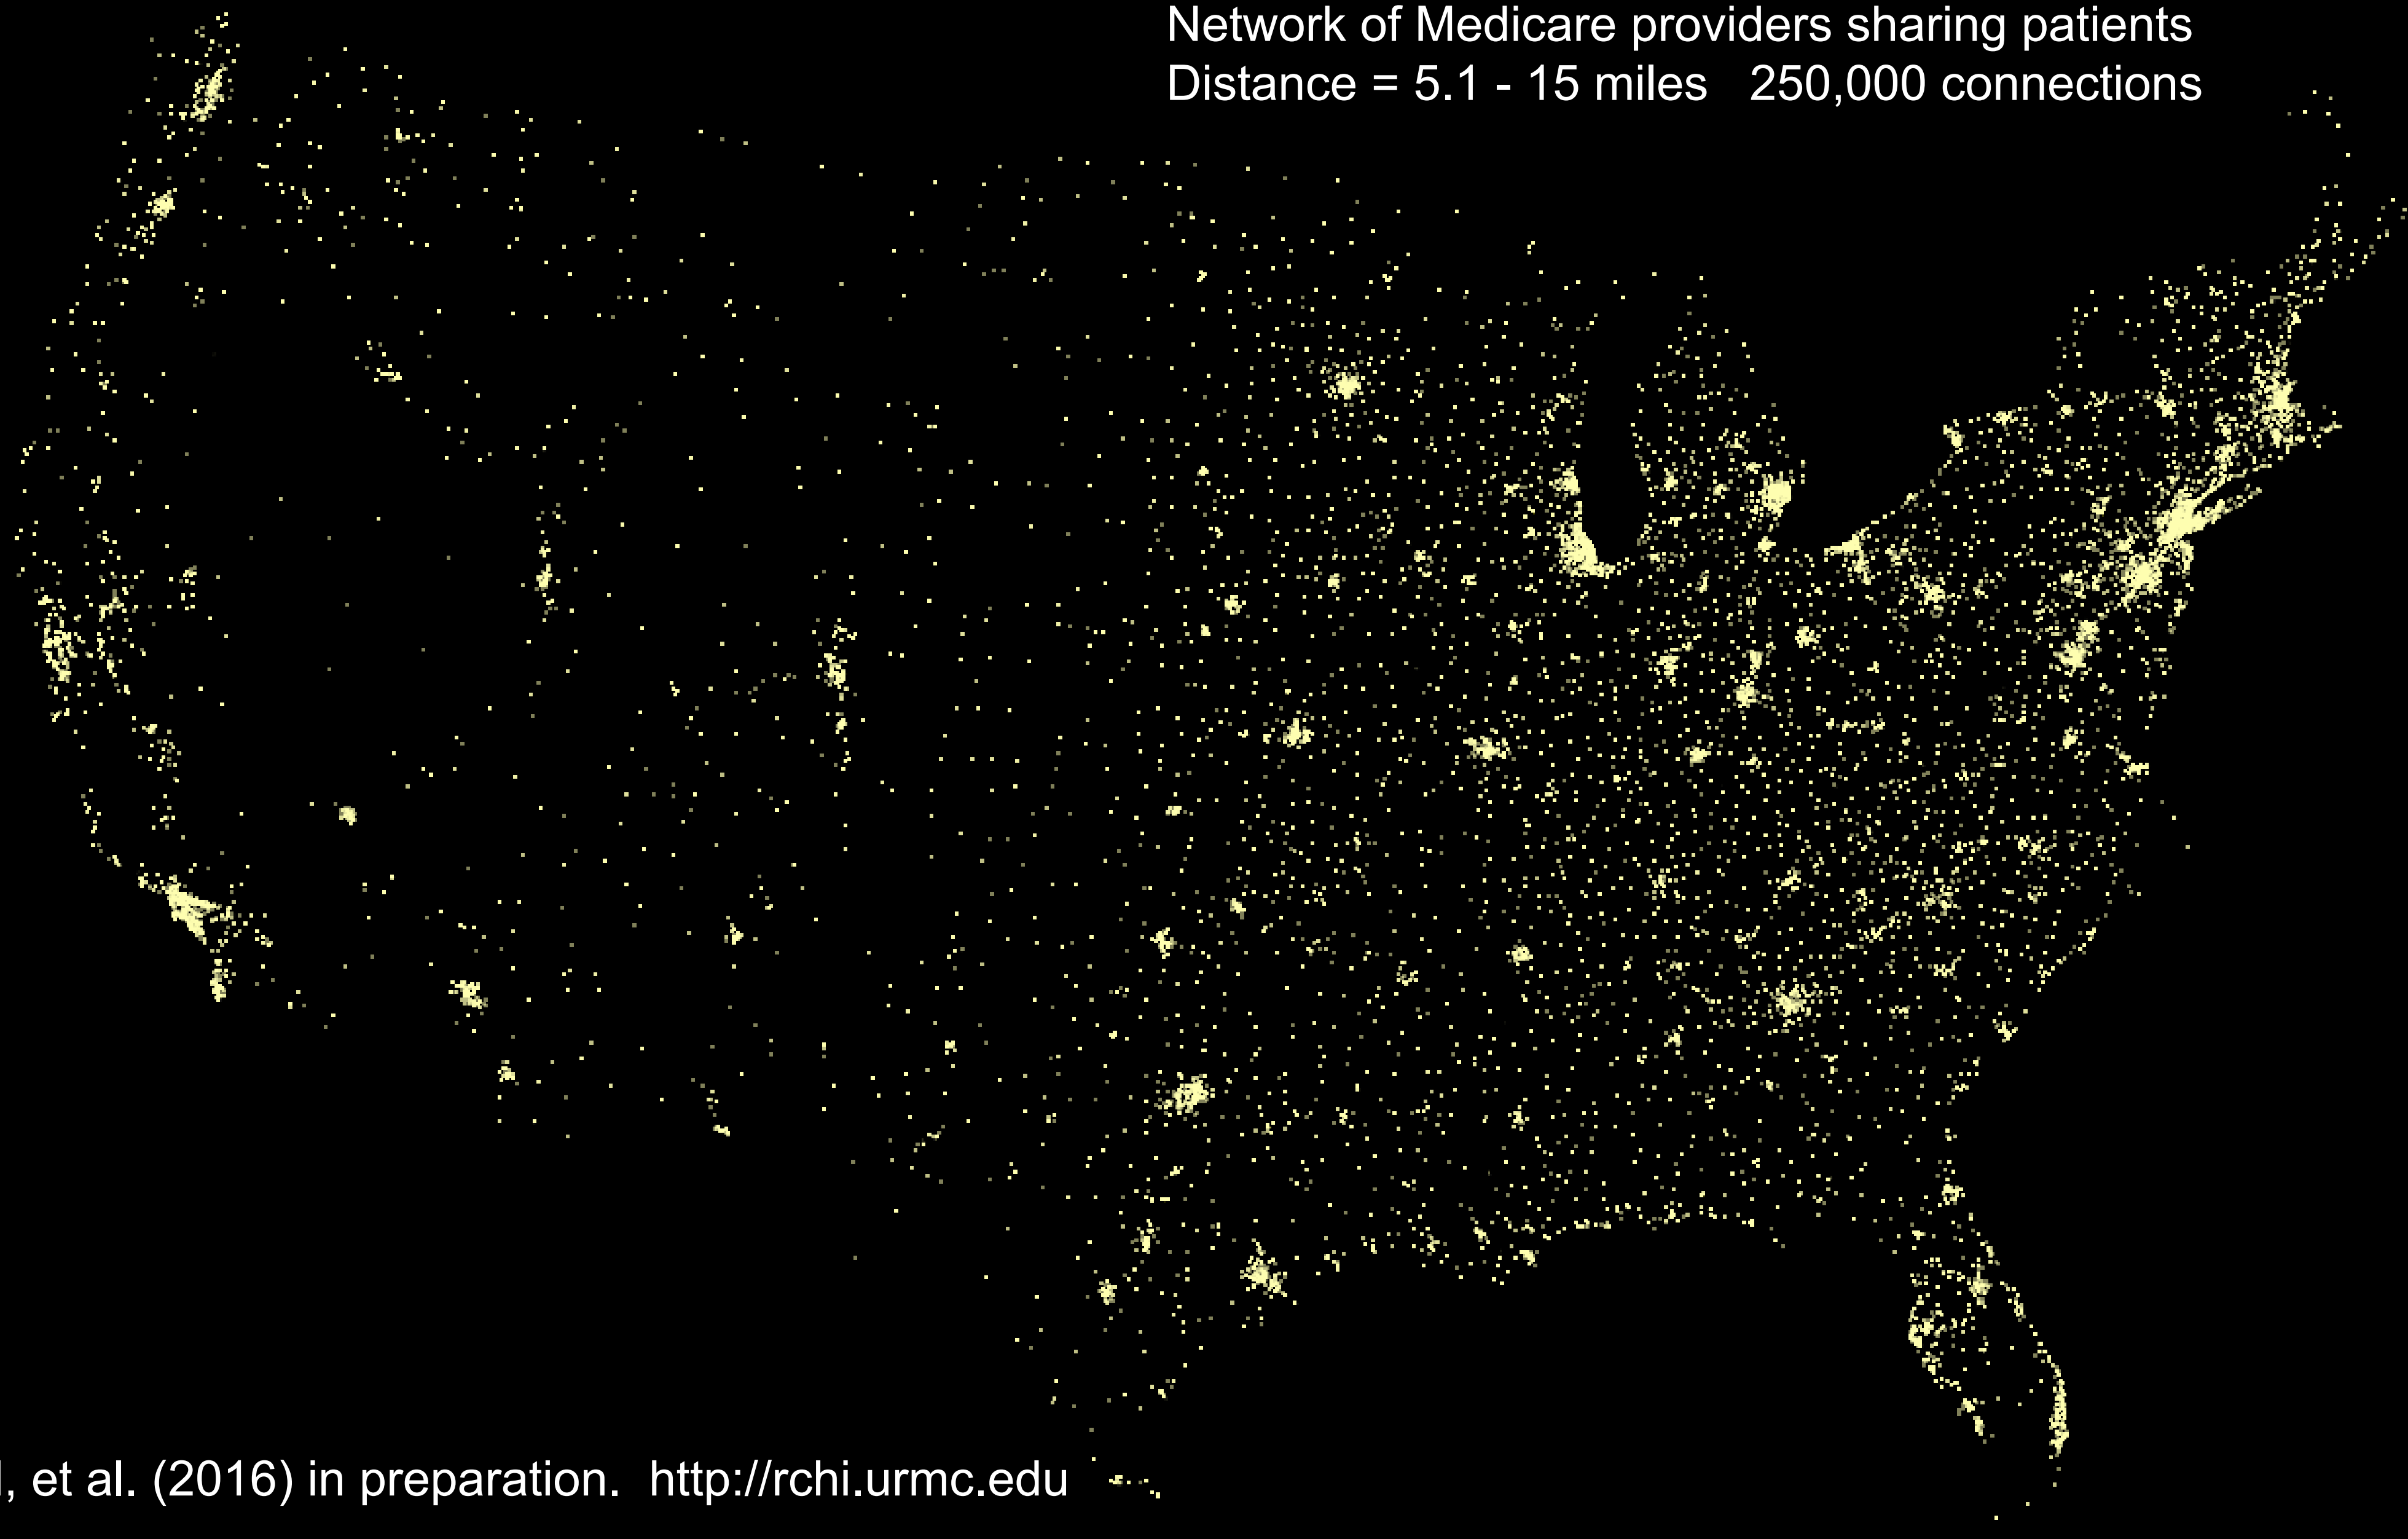 Network of Medicare providers sharing patients
Distance = 5.1 - 15 miles   250,000 connections
, et al. (2016) in preparation.  http://rchi.urmc.edu